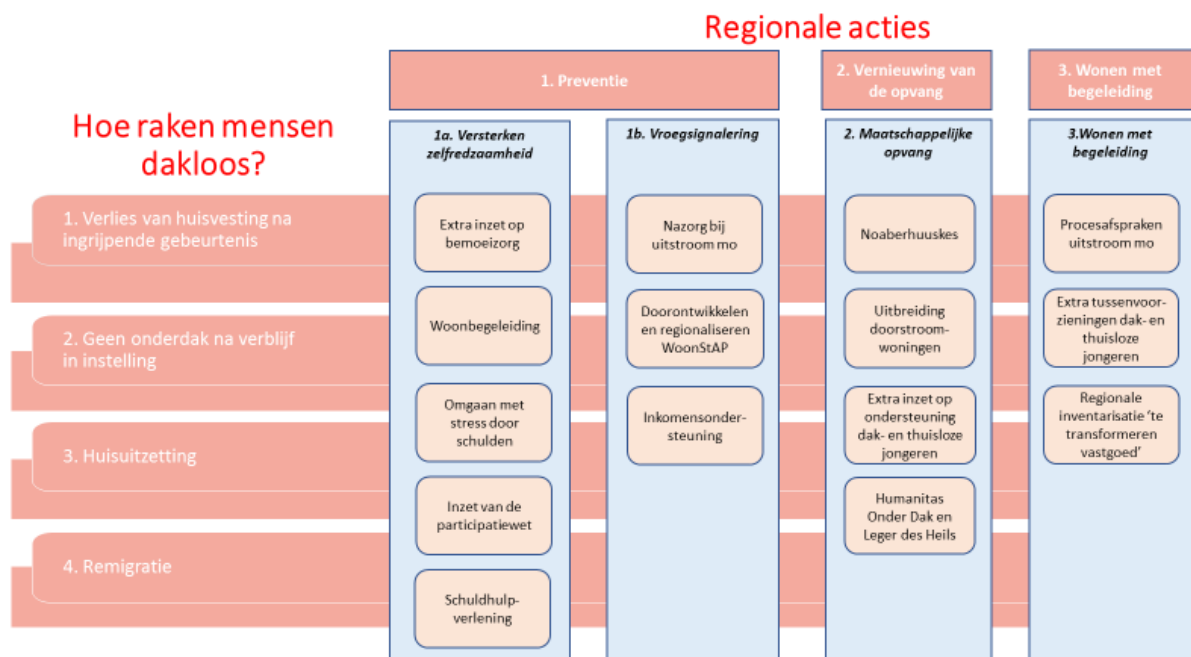 Regionale acties
Hoe raken mensen
dakloos?
1. Preventie
2. Vernieuwing van
de opvang
3. Wonen met
begeleiding
1a. Versterken
zelfredzaamheid
1b. Vroegsignalering
2. Maatschappelijke
opvang
3.Wonen met
begeleiding
1. Verlies van huisvesting na
ingrijpende gebeurtenis
2. Geen onderdak na verblijf
in instelling
3. Huisuitzetting
4. Remigratie
Extra inzet op
bemoeizorg
Woonbegeleiding
Omgaan met
stress door
schulden
Inzet van de
participatiewet
Schuldhulp-
verlening
Nazorg bij
uitstroom mo
Doorontwikkelen
en regionaliseren
WoonStAP
Inkomensonder-
steuning
Noaberhuuskes
Uitbreiding
doorstroom-
woningen
Extra inzet op
ondersteuning
dak- en thuisloze
jongeren
Humanitas
Onder Dak en
Leger des Heils
Procesafspraken
uitstroom mo
Extra tussenvoor-
zieningen dak- en
thuisloze
jongeren
Regionale
inventarisatie ‘te
transformeren
vastgoed’